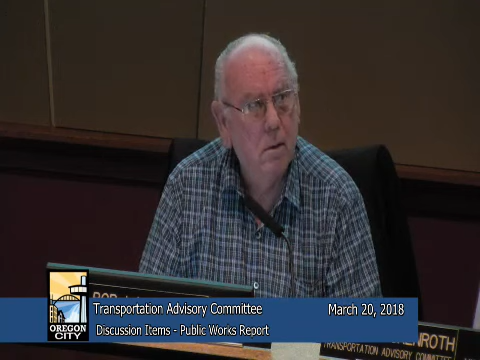 Transportation Advisory Committee
March 20, 2018
Discussion Items - Public Works Report
OREGON
CITY
TRANSPORTATION ADVISORY COMMITTEE